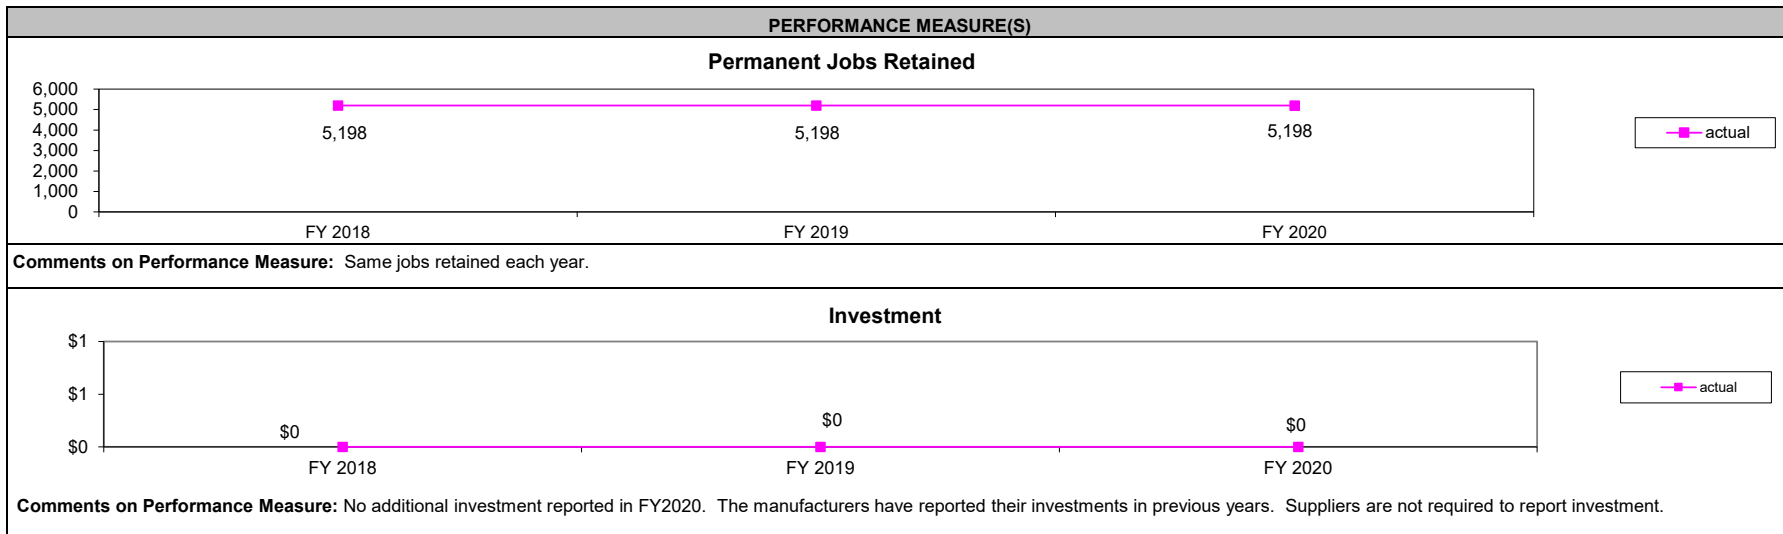 PERFORMANCE MEASURE(S)
Permanent Jobs Retained
6,000
5,000
4,000
3,000
2,000
1,000
0
5,198
5,198
5,198
actual
FY 2018
FY 2019
FY 2020
Comments on Performance Measure: Same jobs retained each year.
Investment
$1
$1
$0
$0
$0
$0
actual
FY 2018
FY 2019
FY 2020
Comments on Performance Measure: No additional investment reported in FY2020. The manufacturers have reported their investments in previous years. Suppliers are not required to report investment.